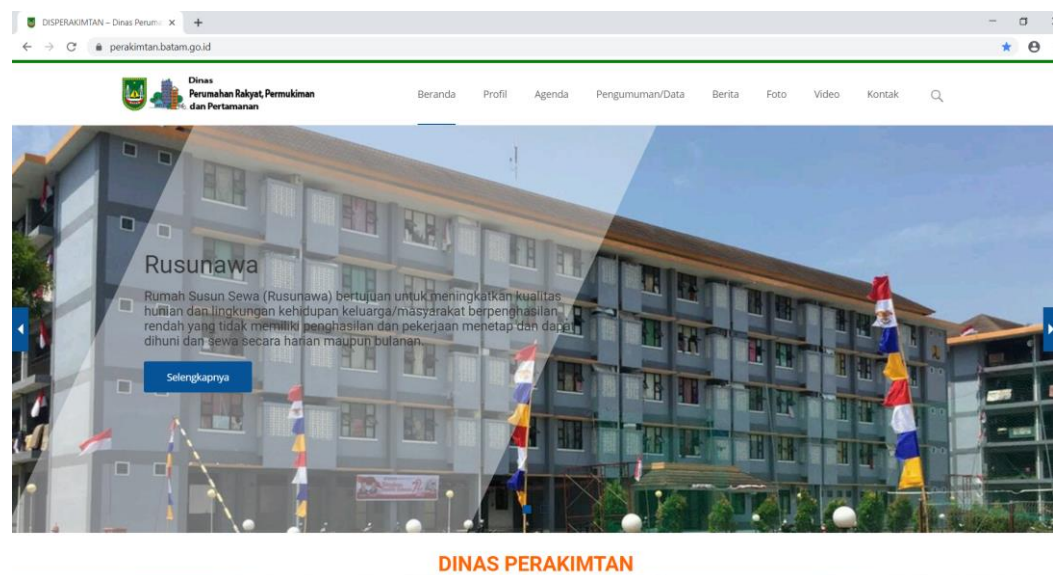 DISPERAKIMTAN – Dinas Peruma
perakimtan.batam.go.id
Dinas
Perumahan Rakyat, Permukiman
dan Pertamanan
Beranda Profil Agenda Pengumuman/Data Berita Foto Video Kontak
Rusunawa
Rumah Susun Sewa (Rusunawa) bertujuan untuk meningkatkan kualitas
hunian dan lingkungan kehidupan keluarga/masyarakat berpenghasilan
rendah yang tidak memiliki penghasilan dan pekerjaan menetap dan dapat
dihuni dan sewa secara harian maupun bulanan.
Selengkapnya
DINAS PERAKIMTAN